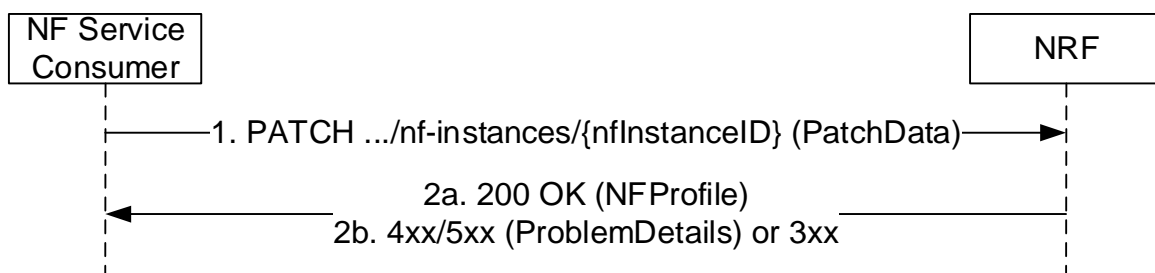 NF Service
Consumer
NRF
1. PATCH .../nf-instances/{nfInstanceID} (PatchData)
2a. 200 OK (NFProfile)
2b. 4xx/5xx (ProblemDetails) or 3xx